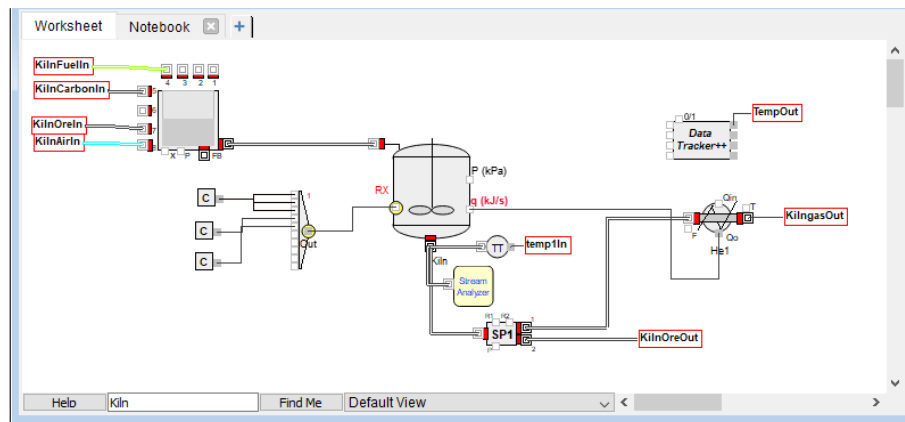 Worksheet
Notebook
+
KilnFuelIn
4 3 2 1
KilnCarbonIn
5
6
KilnOreIn
7
KilnAirIn
8
X P FB
0/1
TempOut
Data
Tracker++
P (kPa)
RX
q (kJ/s)
C
1
C
Out
C
Kiln
TT
temp1In
Stream
Analyzer
Qin
T
KilngasOut
F
Qo
He1
R1 R2
1
SP1
P
2
KilnOreOut
Help
Kiln
Find Me
Default View